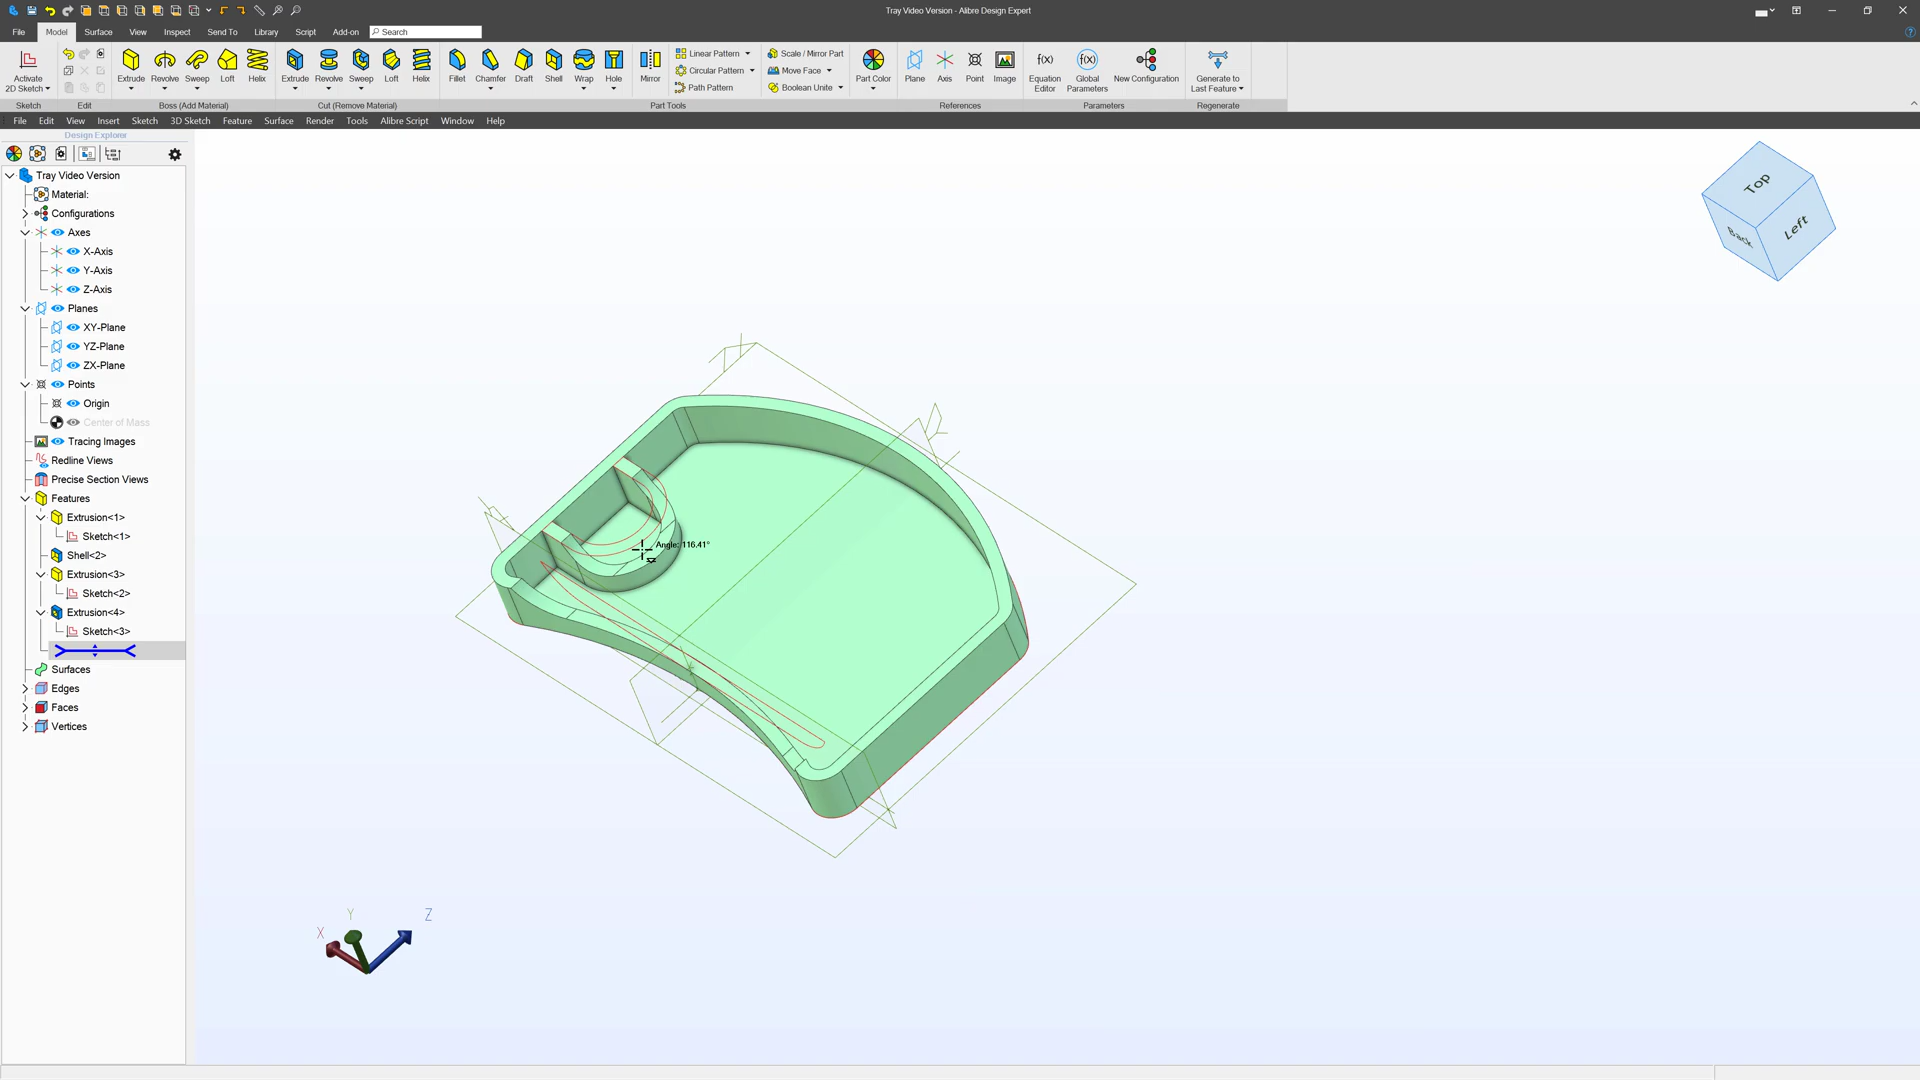 Tray Video Version - Alibre Design Expert
File Model Surface View Inspect Send To Library Script Add-on Search
Activate
2D Sketch
Sketch
Edit
Extrude Revolve Sweep Loft Helix
Boss (Add Material)
Extrude Revolve Sweep Loft Helix
Cut (Remove Material)
Fillet Chamfer Draft Shell Wrap Hole Mirror
Linear Pattern
Circular Pattern
Path Pattern
Scale / Mirror Part
Move Face
Boolean Unite
Part Tools
Part Color
Plane Axis Point Image
References
f(x) Equation
Editor
f(x) Global
Parameters
New Configuration
Parameters
Generate to
Last Feature
Regenerate
File Edit View Insert Sketch 3D Sketch Feature Surface Render Tools Alibre Script Window Help
Design Explorer
Tray Video Version
Material:
Configurations
Axes
X-Axis
Y-Axis
Z-Axis
Planes
XY-Plane
YZ-Plane
ZX-Plane
Points
Origin
Center of Mass
Tracing Images
Redline Views
Precise Section Views
Features
Extrusion<1>
Sketch<1>
Shell<2>
Extrusion<3>
Sketch<2>
Extrusion<4>
Sketch<3>
Surfaces
Edges
Faces
Vertices
Top
Back
Left
Angle: 116.41°
X
Y
Z